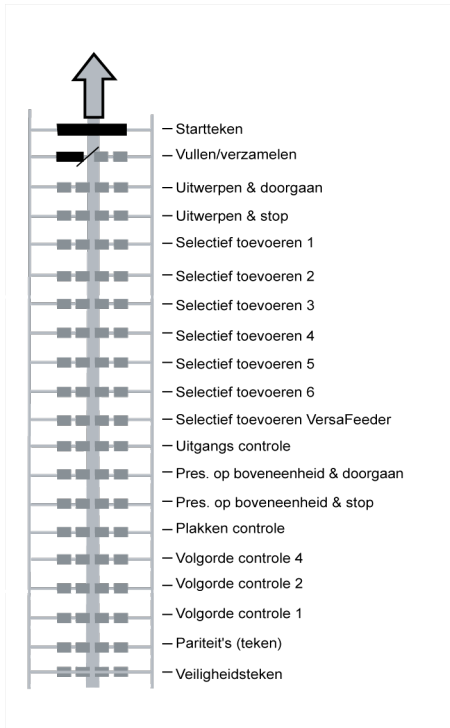 Startteken
Vullen/verzamelen
Uitwerpen & doorgaan
Uitwerpen & stop
Selectief toevoeren 1
Selectief toevoeren 2
Selectief toevoeren 3
Selectief toevoeren 4
Selectief toevoeren 5
Selectief toevoeren 6
Selectief toevoeren VersaFeeder
Uitgangs controle
Pres. op boveneenheid & doorgaan
Pres. op boveneenheid & stop
Plakken controle
Volgorde controle 4
Volgorde controle 2
Volgorde controle 1
Pariteit's (teken)
Veiligheidsteken